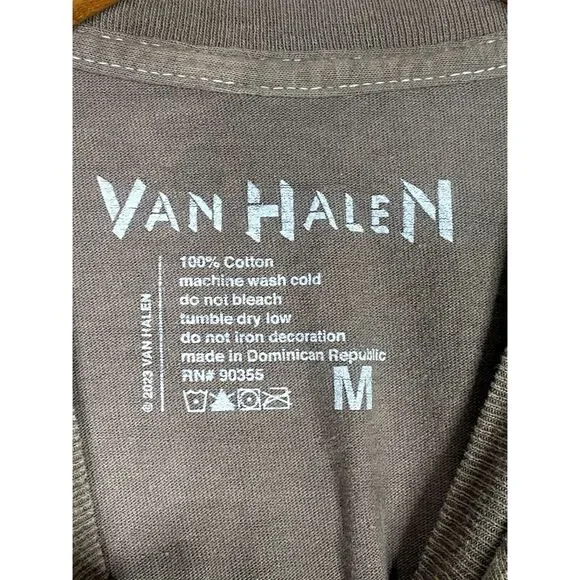 VAN HALEN
100% Cotton
machine wash cold
do not bleach
tumble dry low
do not iron decoration
made in Dominican Republic
RN# 90355
M
© 2023 VAN HALEN